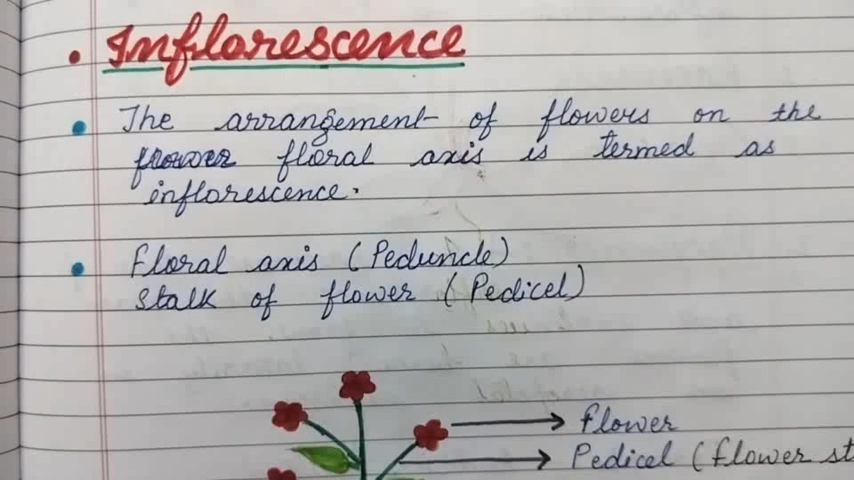 Inflorescence
The arrangement of flowers on the
flower floral axis is termed as
inflorescence.
Floral axis (Peduncle)
Stalk of flower (Pedicel)
Flower
Pedicel (flower st